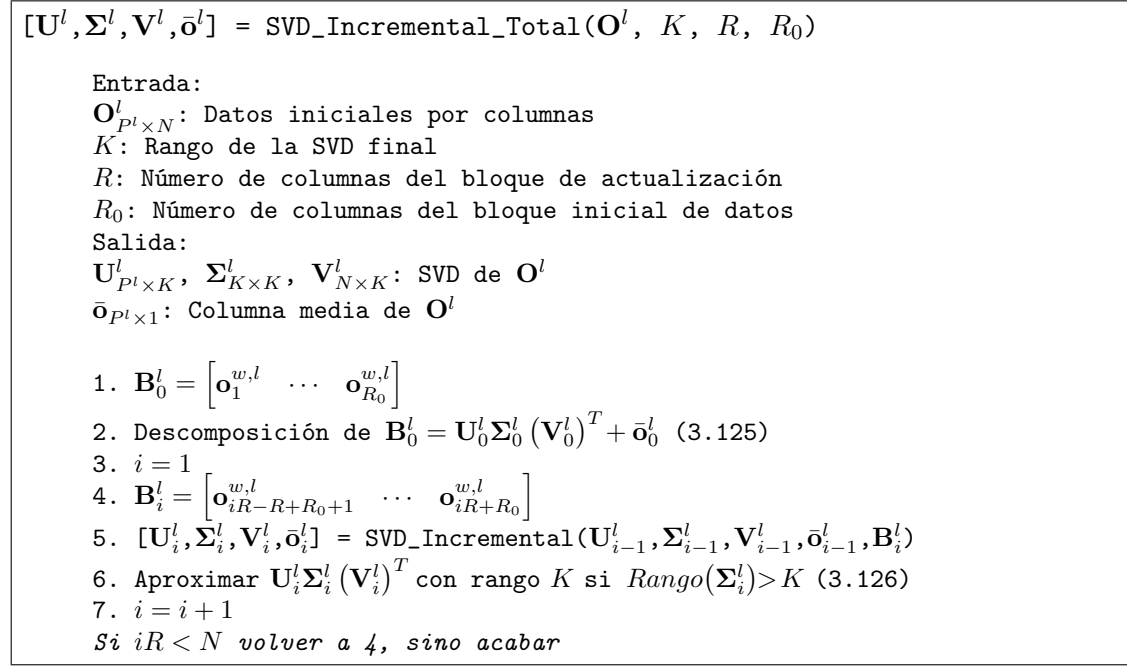 [𝐔^l,𝚺^l,𝐕^l,𝐨̄^l] = SVD_Incremental_Total(𝐎^l, K, R, R_0)
Entrada:
𝐎^l_{P^l×N}: Datos iniciales por columnas
K: Rango de la SVD final
R: Número de columnas del bloque de actualización
R_0: Número de columnas del bloque inicial de datos
Salida:
𝐔^l_{P^l×K}, 𝚺^l_{K×K}, 𝐕^l_{N×K}: SVD de 𝐎^l
𝐨̄_{P^l×1}: Columna media de 𝐎^l
1. 𝐁^l_0 = [𝐨^{w,l}_1 ⋯ 𝐨^{w,l}_{R_0}]
2. Descomposición de 𝐁^l_0 = 𝐔^l_0 𝚺^l_0 (𝐕^l_0)^T + 𝐨̄^l_0 (3.125)
3. i = 1
4. 𝐁^l_i = [𝐨^{w,l}_{iR−R+R_0+1} ⋯ 𝐨^{w,l}_{iR+R_0}]
5. [𝐔^l_i,𝚺^l_i,𝐕^l_i,𝐨̄^l_i] = SVD_Incremental(𝐔^l_{i−1},𝚺^l_{i−1},𝐕^l_{i−1},𝐨̄^l_{i−1},𝐁^l_i)
6. Aproximar 𝐔^l_i 𝚺^l_i (𝐕^l_i)^T con rango K si Rango(𝚺^l_i)>K (3.126)
7. i = i + 1
Si iR < N volver a 4, sino acabar